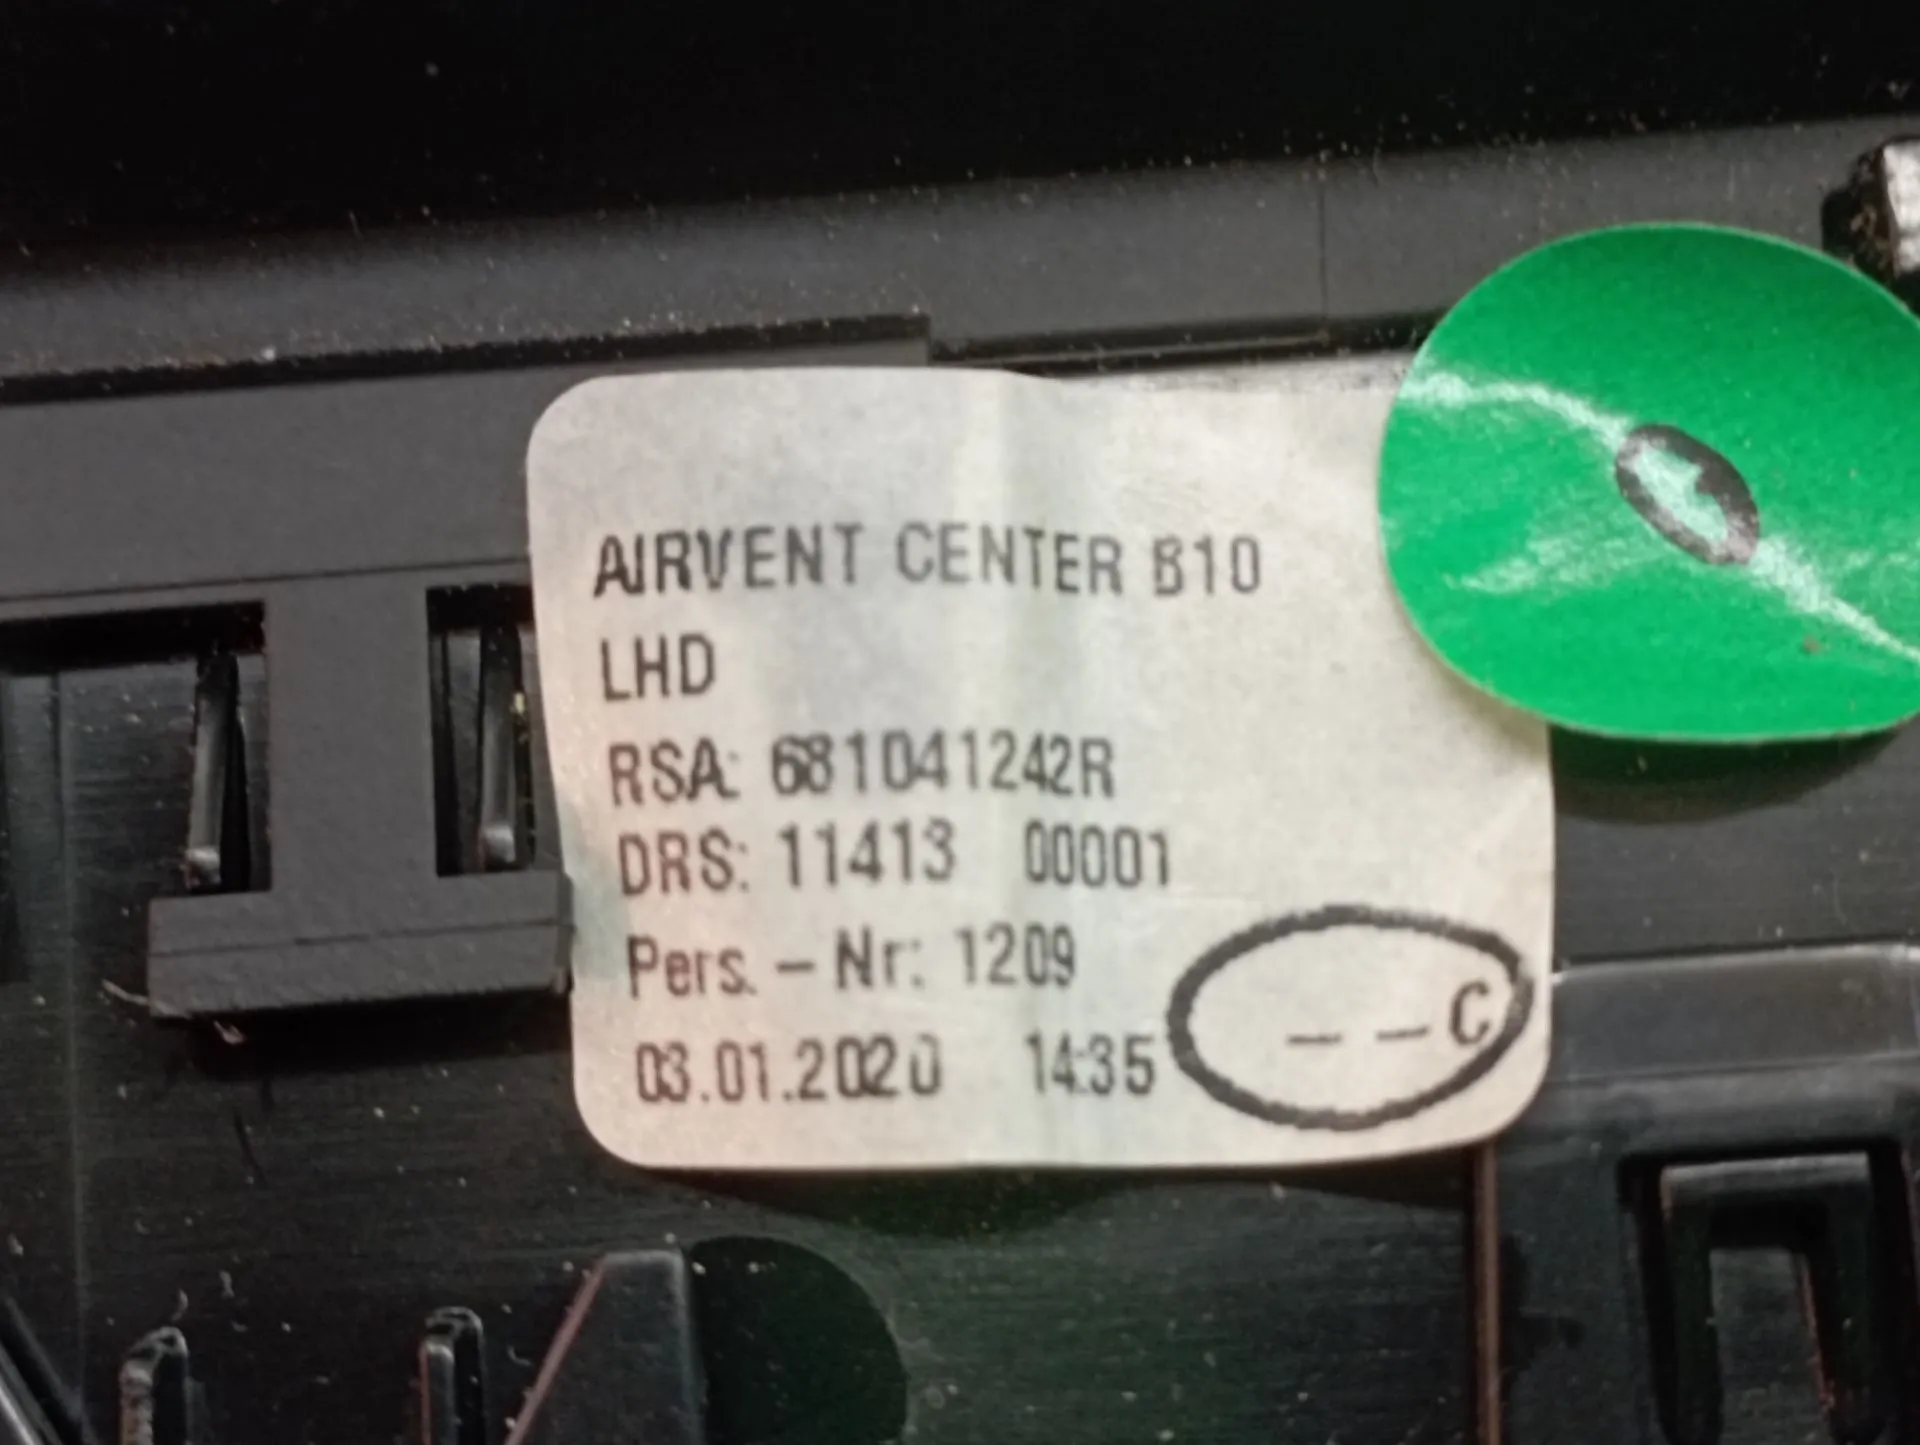 AIRVENT CENTER B10
LHD
RSA: 681041242R
DRS: 11413 00001
Pers. - Nr: 1209
03.01.2020 14:35
_ _ C